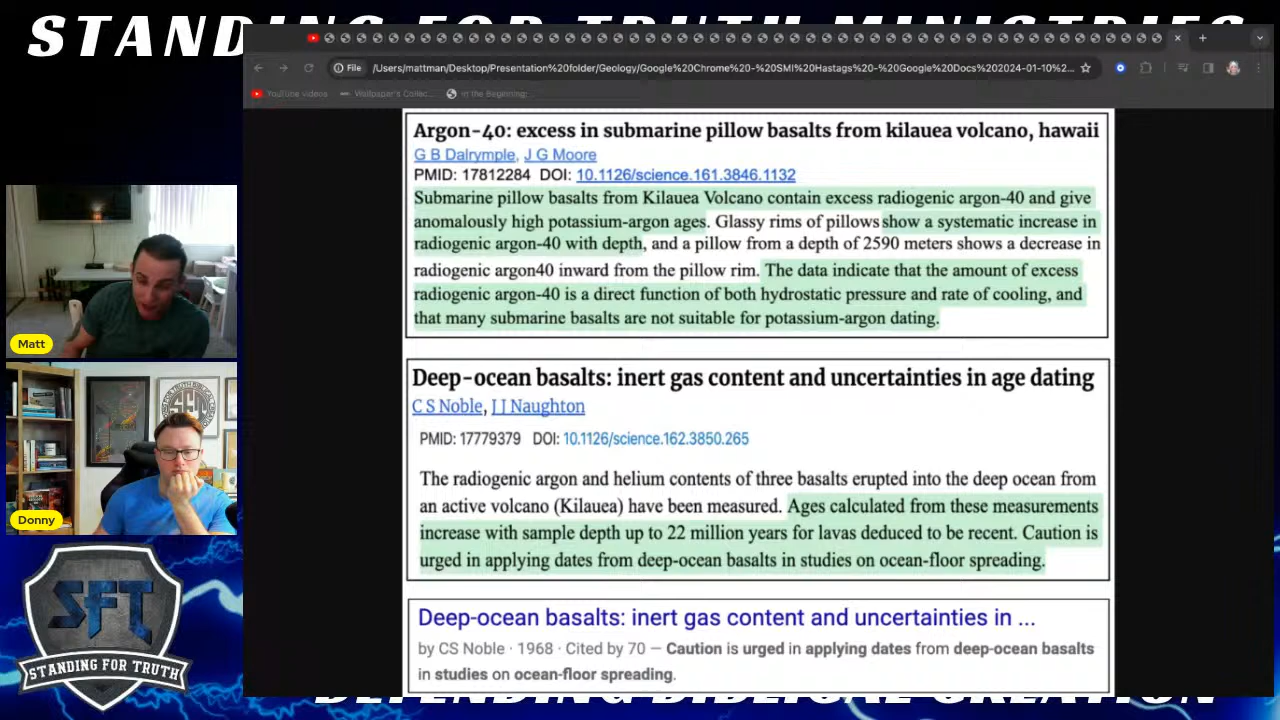 STANDING FOR TRUTH MINISTRIES
File
/Users/mattman/Desktop/Presentation%20folder/Geology/Google%20Chrome%20-%20SMI%20Hastags%20-%20Google%20Docs%202024-01-10%2...
YouTube videos
Wallpaper's Collec...
In the Beginning:...
Argon-40: excess in submarine pillow basalts from kilauea volcano, hawaii
G B Dalrymple, J G Moore
PMID: 17812284 DOI: 10.1126/science.161.3846.1132
Submarine pillow basalts from Kilauea Volcano contain excess radiogenic argon-40 and give
anomalously high potassium-argon ages. Glassy rims of pillows show a systematic increase in
radiogenic argon-40 with depth, and a pillow from a depth of 2590 meters shows a decrease in
radiogenic argon40 inward from the pillow rim. The data indicate that the amount of excess
radiogenic argon-40 is a direct function of both hydrostatic pressure and rate of cooling, and
that many submarine basalts are not suitable for potassium-argon dating.
Deep-ocean basalts: inert gas content and uncertainties in age dating
C S Noble, J J Naughton
PMID: 17779379 DOI: 10.1126/science.162.3850.265
The radiogenic argon and helium contents of three basalts erupted into the deep ocean from
an active volcano (Kilauea) have been measured. Ages calculated from these measurements
increase with sample depth up to 22 million years for lavas deduced to be recent. Caution is
urged in applying dates from deep-ocean basalts in studies on ocean-floor spreading.
Deep-ocean basalts: inert gas content and uncertainties in ...
by CS Noble · 1968 · Cited by 70 — Caution is urged in applying dates from deep-ocean basalts
in studies on ocean-floor spreading.
Matt
Donny
SFT
SFT
STANDING FOR TRUTH
DEFENDING BIBLICAL CREATION